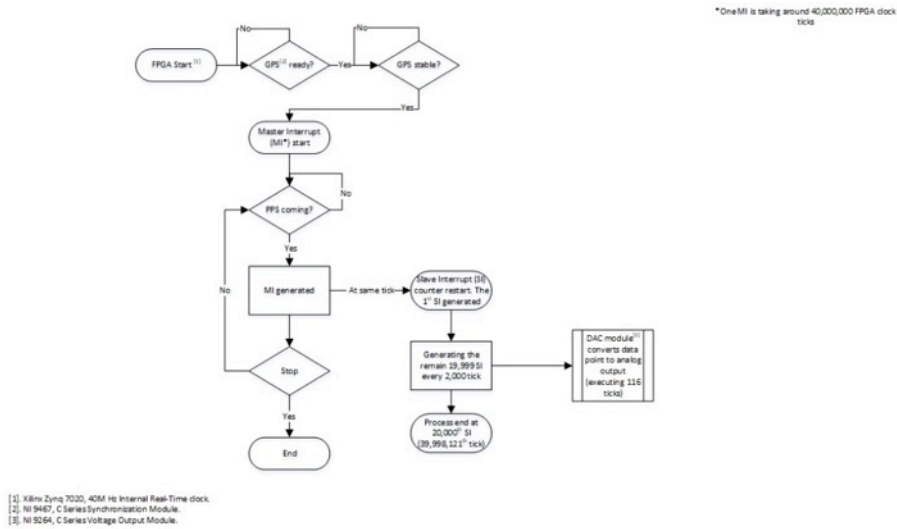 *One MI is taking around 40,000,000 FPGA clock
ticks
No
No
FPGA Start [1]
GPS[2] ready?
Yes
GPS stable?
Yes
Master Interrupt
(MI*) start
No
PPS coming?
Yes
No
MI generated
At same tick
Slave Interrupt (SI)
counter restart. The
1st SI generated
Generating the
remain 19,999 SI
every 2,000 tick
DAC module[3]
converts data
point to analog
output
(executing 116
ticks)
Stop
Yes
Process end at
20,000th SI
(39,998,121th tick)
End
[1]. Xilinx Zynq 7020, 40M Hz Internal Real-Time clock.
[2]. NI 9467, C Series Synchronization Module.
[3]. NI 9264, C Series Voltage Output Module.